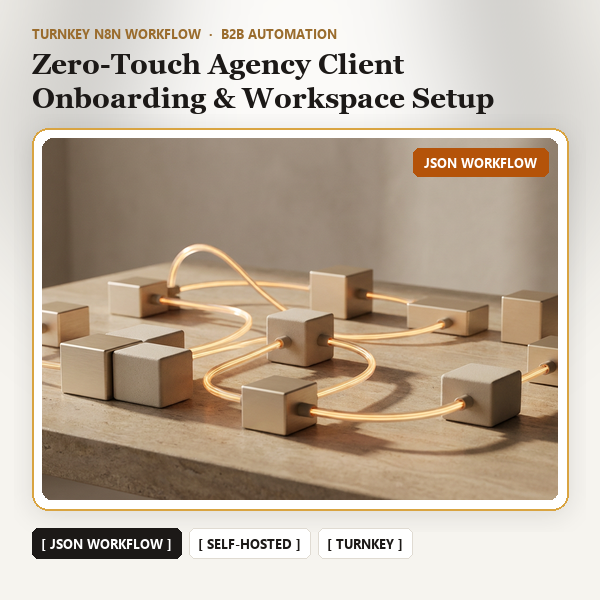 TURNKEY N8N WORKFLOW · B2B AUTOMATION
Zero-Touch Agency Client
Onboarding & Workspace Setup
JSON WORKFLOW
[ JSON WORKFLOW ] [ SELF-HOSTED ] [ TURNKEY ]